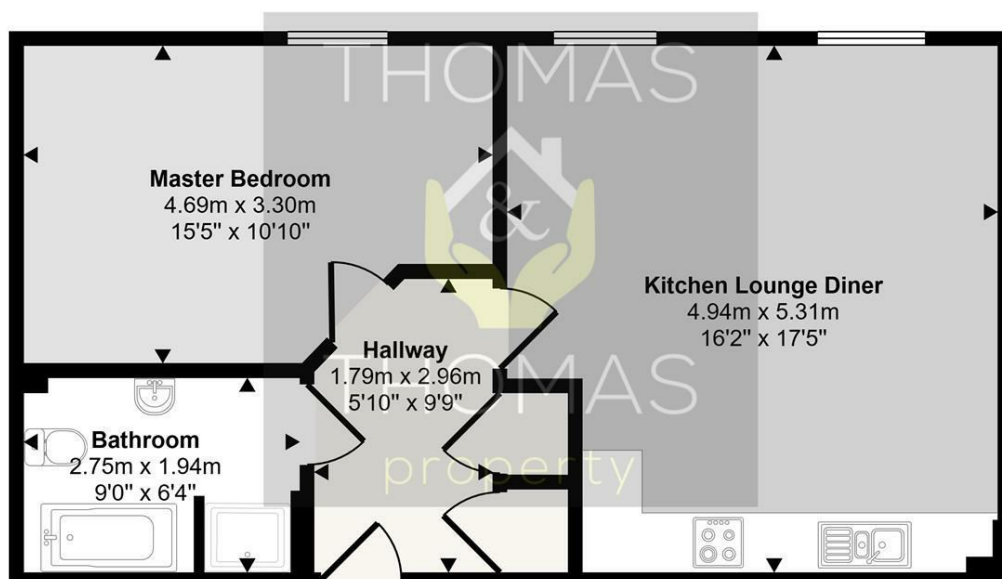 THOMAS
&
Master Bedroom
4.69m x 3.30m
15'5" x 10'10"
Kitchen Lounge Diner
4.94m x 5.31m
16'2" x 17'5"
Hallway
1.79m x 2.96m
5'10" x 9'9"
THOMAS
property
Bathroom
2.75m x 1.94m
9'0" x 6'4"